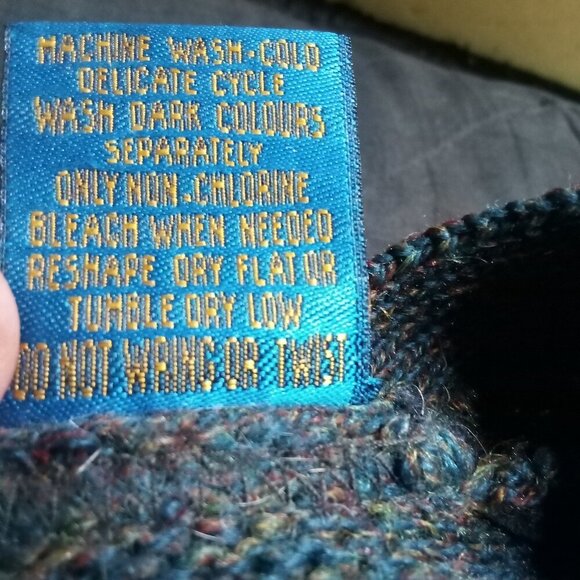 MACHINE WASH-COLD
DELICATE CYCLE
WASH DARK COLOURS
SEPARATELY
ONLY NON-CHLORINE
BLEACH WHEN NEEDED
RESHAPE DRY FLAT OR
TUMBLE DRY LOW
DO NOT WRING OR TWIST